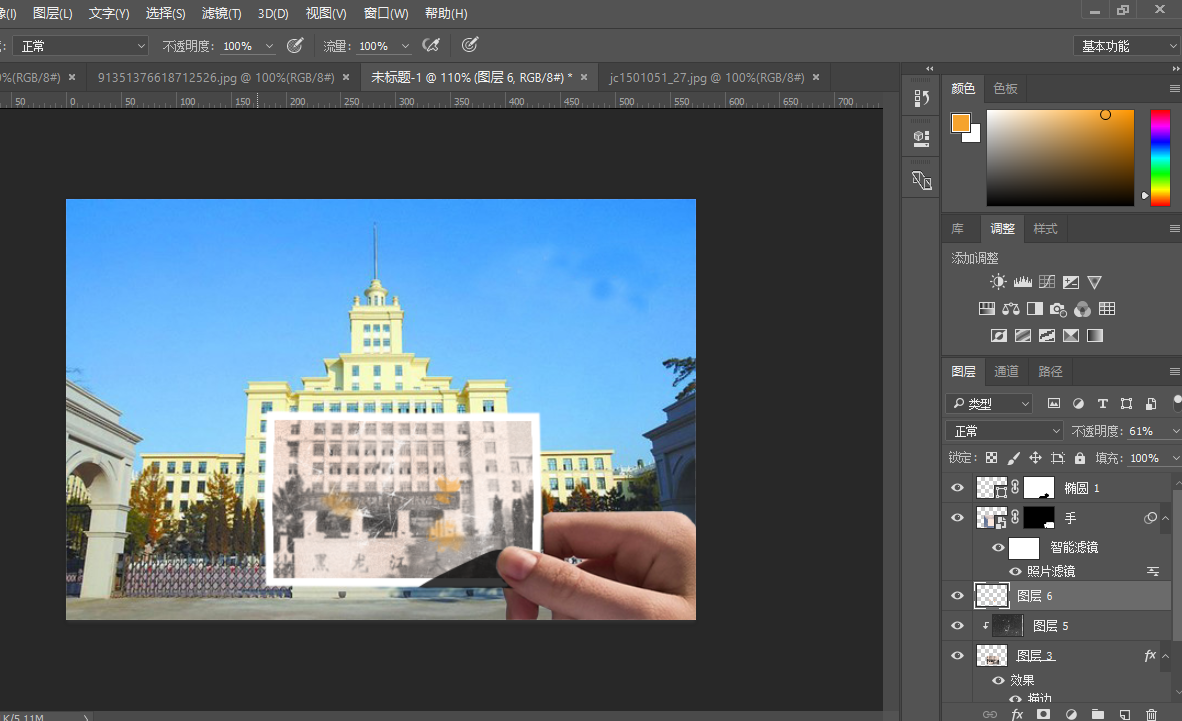 像(I) 图层(L) 文字(Y) 选择(S) 滤镜(T) 3D(D) 视图(V) 窗口(W) 帮助(H)
正常 不透明度: 100% 流量: 100% 基本功能
%(RGB/8#) × 91351376618712526.jpg @ 100%(RGB/8#) × 未标题-1 @ 110% (图层 6, RGB/8#) * × jc1501051_27.jpg @ 100%(RGB/8#) ×
50 0 50 100 150 200 250 300 350 400 450 500 550 600 650 700
颜色 色板
库 调整 样式
添加调整
图层 通道 路径
类型
正常 不透明度: 61%
锁定: 填充: 100%
椭圆 1
手
智能滤镜
照片滤镜
图层 6
图层 5
图层 3 fx
效果
描边
黑龙江
K/5.11M
fx